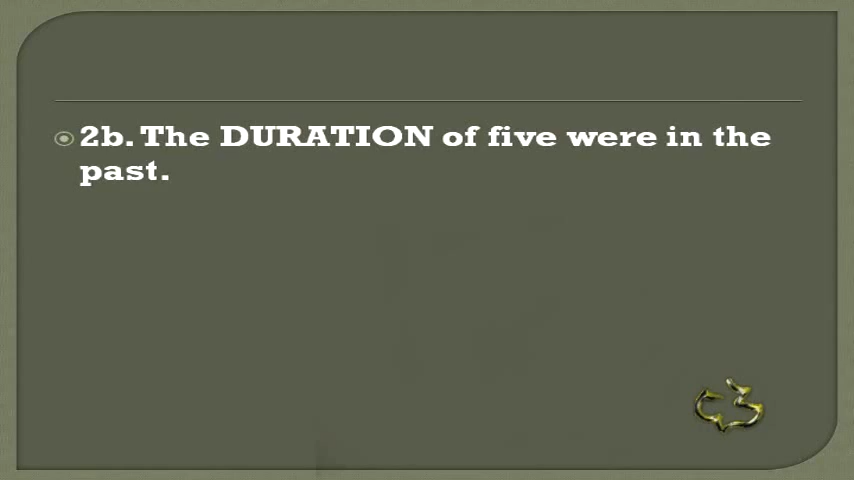 2b. The DURATION of five were in the
past.